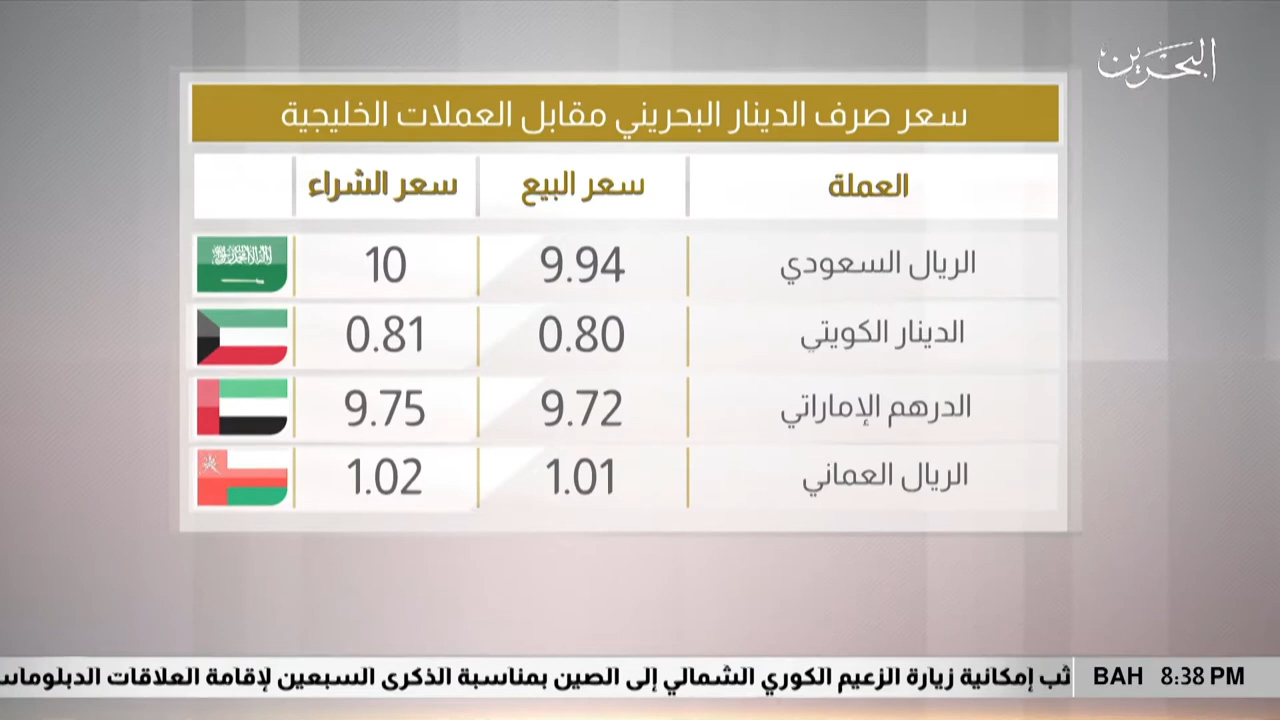 البحرين
سعر صرف الدينار البحريني مقابل العملات الخليجية
العملة سعر البيع سعر الشراء
الريال السعودي 9.94 10
الدينار الكويتي 0.80 0.81
الدرهم الإماراتي 9.72 9.75
الريال العماني 1.01 1.02
BAH 8:38 PM
ثب إمكانية زيارة الزعيم الكوري الشمالي إلى الصين بمناسبة الذكرى السبعين لإقامة العلاقات الدبلوماس